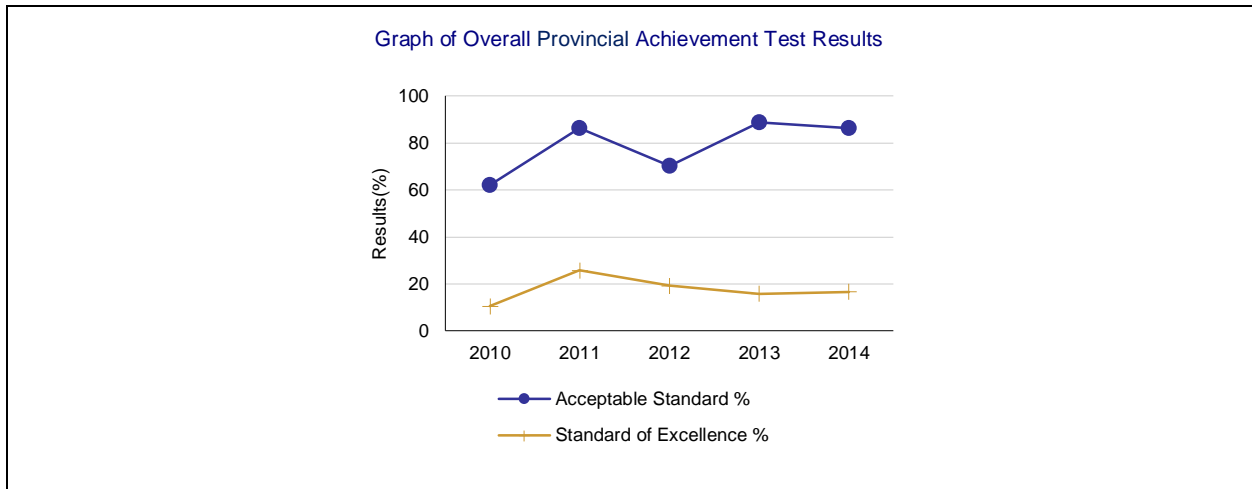 Graph of Overall Provincial Achievement Test Results
Results(%)
100
80
60
40
20
0
2010 2011 2012 2013 2014
Acceptable Standard %
Standard of Excellence %